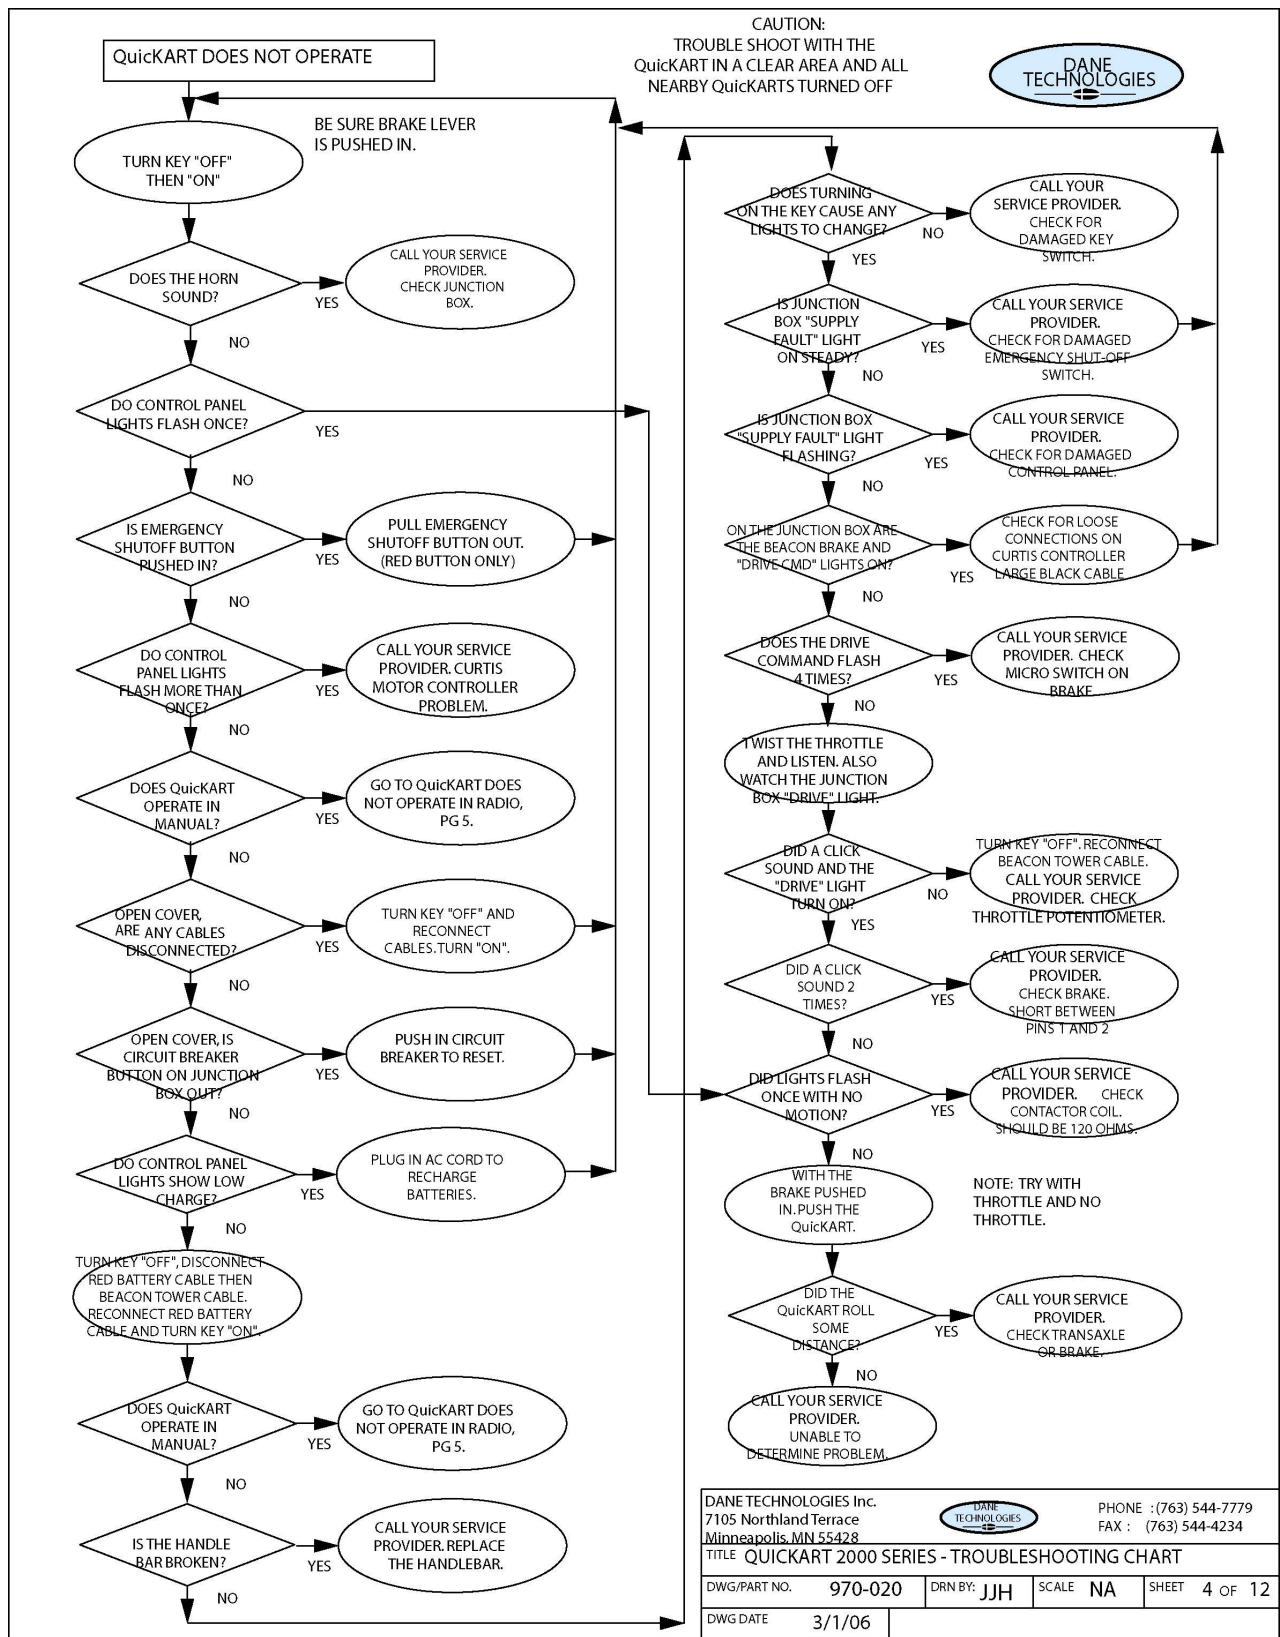 QuicKART DOES NOT OPERATE
CAUTION:
TROUBLE SHOOT WITH THE
QuicKART IN A CLEAR AREA AND ALL
NEARBY QuicKARTS TURNED OFF
DANE
TECHNOLOGIES
BE SURE BRAKE LEVER
IS PUSHED IN.
TURN KEY "OFF"
THEN "ON"
DOES THE HORN
SOUND?
YES
CALL YOUR SERVICE
PROVIDER.
CHECK JUNCTION
BOX.
NO
DO CONTROL PANEL
LIGHTS FLASH ONCE?
YES
NO
IS EMERGENCY
SHUTOFF BUTTON
PUSHED IN?
YES
PULL EMERGENCY
SHUTOFF BUTTON OUT.
(RED BUTTON ONLY)
NO
DO CONTROL
PANEL LIGHTS
FLASH MORE THAN
ONCE?
YES
CALL YOUR SERVICE
PROVIDER. CURTIS
MOTOR CONTROLLER
PROBLEM.
NO
DOES QuicKART
OPERATE IN
MANUAL?
YES
GO TO QuicKART DOES
NOT OPERATE IN RADIO,
PG 5.
NO
OPEN COVER,
ARE ANY CABLES
DISCONNECTED?
YES
TURN KEY "OFF" AND
RECONNECT
CABLES.TURN "ON".
NO
OPEN COVER, IS
CIRCUIT BREAKER
BUTTON ON JUNCTION
BOX OUT?
YES
PUSH IN CIRCUIT
BREAKER TO RESET.
NO
DO CONTROL PANEL
LIGHTS SHOW LOW
CHARGE?
YES
PLUG IN AC CORD TO
RECHARGE
BATTERIES.
NO
TURN KEY "OFF", DISCONNECT
RED BATTERY CABLE THEN
BEACON TOWER CABLE.
RECONNECT RED BATTERY
CABLE AND TURN KEY "ON".
DOES QuicKART
OPERATE IN
MANUAL?
YES
GO TO QuicKART DOES
NOT OPERATE IN RADIO,
PG 5.
NO
IS THE HANDLE
BAR BROKEN?
YES
CALL YOUR SERVICE
PROVIDER. REPLACE
THE HANDLEBAR.
NO
DOES TURNING
ON THE KEY CAUSE ANY
LIGHTS TO CHANGE?
NO
CALL YOUR
SERVICE PROVIDER.
CHECK FOR
DAMAGED KEY
SWITCH.
YES
IS JUNCTION
BOX "SUPPLY
FAULT" LIGHT
ON STEADY?
YES
CALL YOUR SERVICE
PROVIDER.
CHECK FOR DAMAGED
EMERGENCY SHUT-OFF
SWITCH.
NO
IS JUNCTION BOX
"SUPPLY FAULT" LIGHT
FLASHING?
YES
CALL YOUR SERVICE
PROVIDER.
CHECK FOR DAMAGED
CONTROL PANEL.
NO
ON THE JUNCTION BOX ARE
THE BEACON BRAKE AND
"DRIVE CMD" LIGHTS ON?
YES
CHECK FOR LOOSE
CONNECTIONS ON
CURTIS CONTROLLER
LARGE BLACK CABLE
NO
DOES THE DRIVE
COMMAND FLASH
4 TIMES?
YES
CALL YOUR SERVICE
PROVIDER. CHECK
MICRO SWITCH ON
BRAKE
NO
TWIST THE THROTTLE
AND LISTEN. ALSO
WATCH THE JUNCTION
BOX "DRIVE" LIGHT.
DID A CLICK
SOUND AND THE
"DRIVE" LIGHT
TURN ON?
NO
TURN KEY "OFF". RECONNECT
BEACON TOWER CABLE.
CALL YOUR SERVICE
PROVIDER. CHECK
THROTTLE POTENTIOMETER.
YES
DID A CLICK
SOUND 2
TIMES?
YES
CALL YOUR SERVICE
PROVIDER.
CHECK BRAKE.
SHORT BETWEEN
PINS 1 AND 2
NO
DID LIGHTS FLASH
ONCE WITH NO
MOTION?
YES
CALL YOUR SERVICE
PROVIDER. CHECK
CONTACTOR COIL.
SHOULD BE 120 OHMS.
NO
WITH THE
BRAKE PUSHED
IN. PUSH THE
QuicKART.
NOTE: TRY WITH
THROTTLE AND NO
THROTTLE.
DID THE
QuicKART ROLL
SOME
DISTANCE?
YES
CALL YOUR SERVICE
PROVIDER.
CHECK TRANSAXLE
OR BRAKE.
NO
CALL YOUR SERVICE
PROVIDER.
UNABLE TO
DETERMINE PROBLEM.
DANE TECHNOLOGIES Inc.
7105 Northland Terrace
Minneapolis, MN 55428
DANE
TECHNOLOGIES
PHONE : (763) 544-7779
FAX : (763) 544-4234
TITLE QUICKART 2000 SERIES - TROUBLESHOOTING CHART
DWG/PART NO. 970-020 DRN BY: JJH SCALE NA SHEET 4 OF 12
DWG DATE 3/1/06